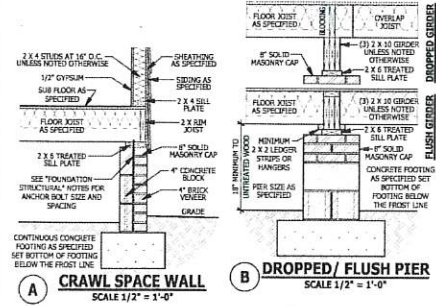 2 X 4 STUDS AT 16" O.C.
UNLESS NOTED OTHERWISE
1/2" GYPSUM
SUB FLOOR AS
SPECIFIED
FLOOR JOIST
AS SPECIFIED
2 X 6 TREATED
SILL PLATE
SEE "FOUNDATION
STRUCTURAL" NOTES FOR
ANCHOR BOLT SIZE AND
SPACING
CONTINUOUS CONCRETE
FOOTING AS SPECIFIED
SET BOTTOM OF FOOTING
BELOW THE FROST LINE
SHEATHING
AS SPECIFIED
SIDING AS
SPECIFIED
2 X 4 SILL
PLATE
2 X RIM
JOIST
8" SOLID
MASONRY CAP
4" CONCRETE
BLOCK
4" BRICK
VENEER
GRADE
A
CRAWL SPACE WALL
SCALE 1/2" = 1'-0"
FLOOR JOIST
AS SPECIFIED
BLOCKING
OVERLAP
JOIST
8" SOLID
MASONRY CAP
(3) 2 X 10 GIRDER
UNLESS NOTED
OTHERWISE
2 X 6 TREATED
SILL PLATE
DROPPED GIRDER
FLOOR JOIST
AS SPECIFIED
(3) 2 X 10 GIRDER
UNLESS NOTED
OTHERWISE
2 X 6 TREATED
SILL PLATE
FLUSH GIRDER
18" MINIMUM TO
UNTREATED WOOD
MINIMUM
2 X 2 LEDGER
STRIPS OR
HANGERS
PIER SIZE AS
SPECIFIED
8" SOLID
MASONRY CAP
CONCRETE FOOTING
AS SPECIFIED SET
BOTTOM OF
FOOTING BELOW
THE FROST LINE
B
DROPPED/ FLUSH PIER
SCALE 1/2" = 1'-0"